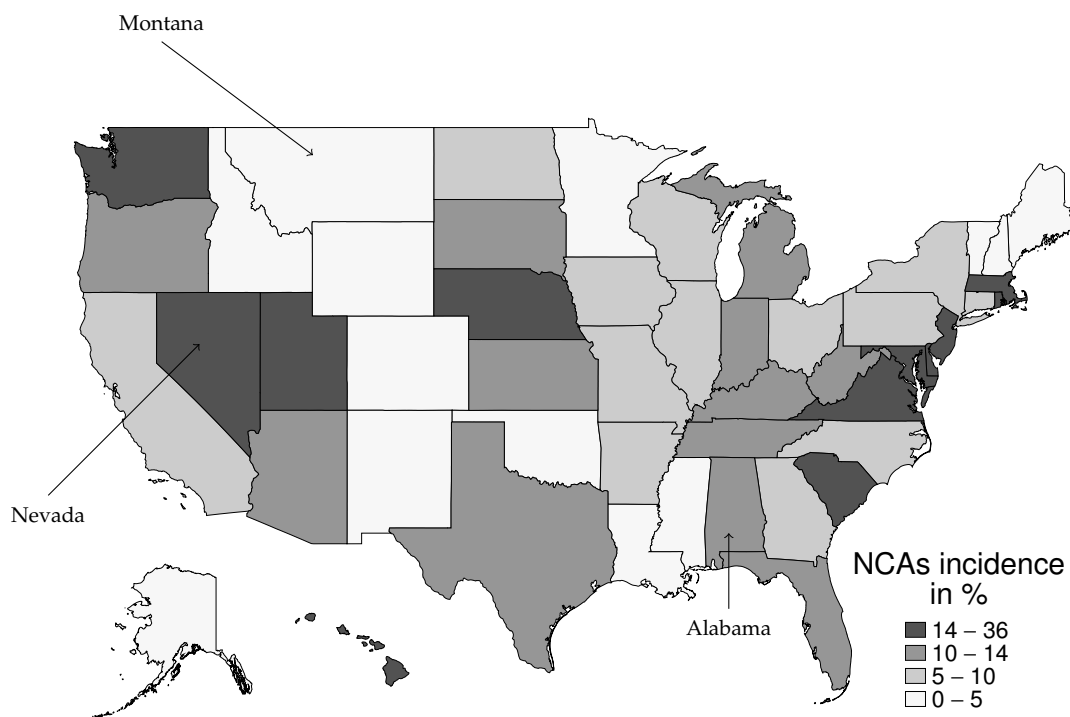 Montana
Nevada
Alabama
NCAs incidence
in %
14 – 36
10 – 14
5 – 10
0 – 5